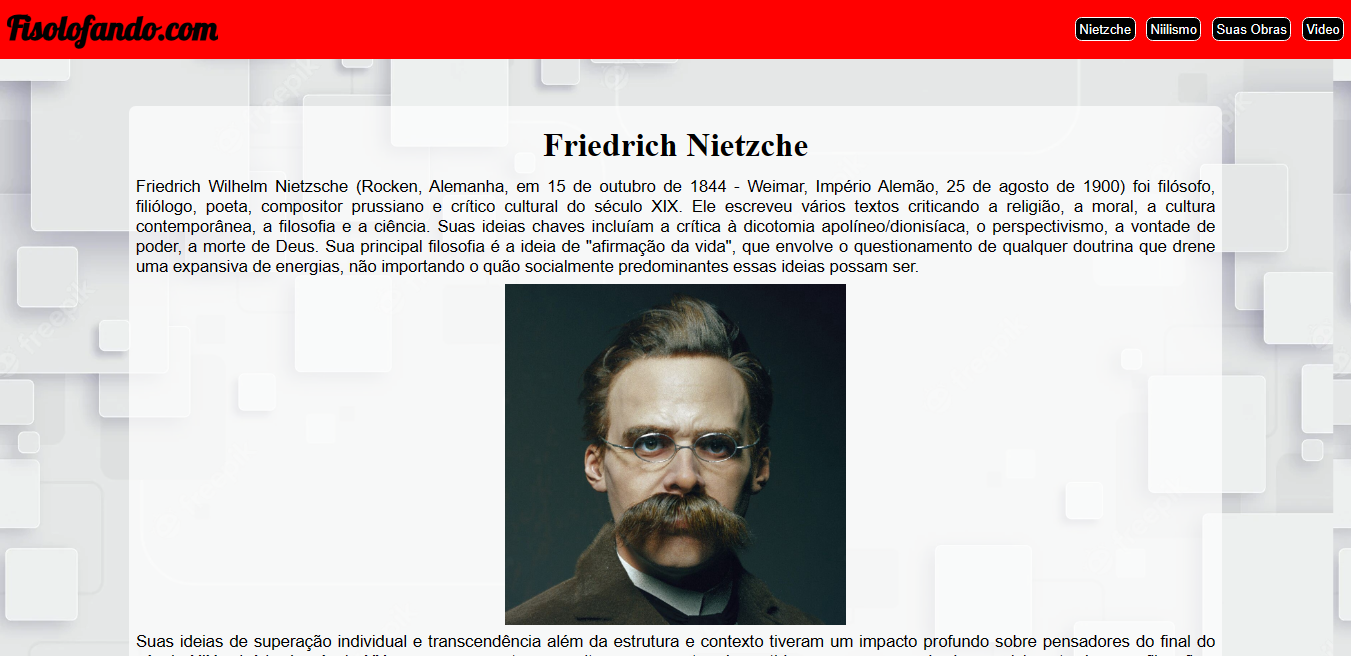 Fisolofando.com
Nietzche
Niilismo
Suas Obras
Video
Friedrich Nietzche
Friedrich Wilhelm Nietzsche (Rocken, Alemanha, em 15 de outubro de 1844 - Weimar, Império Alemão, 25 de agosto de 1900) foi filósofo,
filiólogo, poeta, compositor prussiano e crítico cultural do século XIX. Ele escreveu vários textos criticando a religião, a moral, a cultura
contemporânea, a filosofia e a ciência. Suas ideias chaves incluíam a crítica à dicotomia apolíneo/dionisíaca, o perspectivismo, a vontade de
poder, a morte de Deus. Sua principal filosofia é a ideia de "afirmação da vida", que envolve o questionamento de qualquer doutrina que drene
uma expansiva de energias, não importando o quão socialmente predominantes essas ideias possam ser.
Suas ideias de superação individual e transcendência além da estrutura e contexto tiveram um impacto profundo sobre pensadores do final do
freepik
freepik